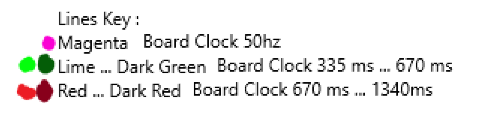 Lines Key :
Magenta Board Clock 50hz
Lime ... Dark Green Board Clock 335 ms ... 670 ms
Red ... Dark Red Board Clock 670 ms ... 1340ms